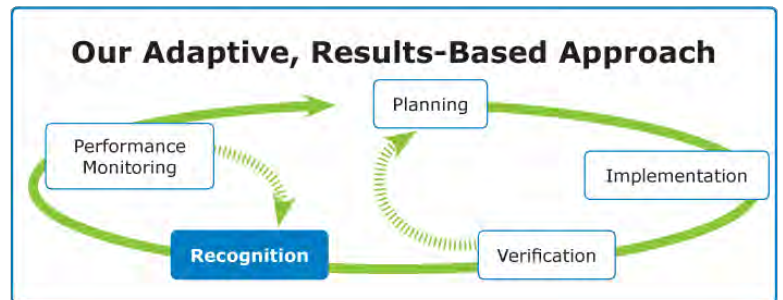 Our Adaptive, Results-Based Approach
Planning
Performance
Monitoring
Implementation
Recognition
Verification